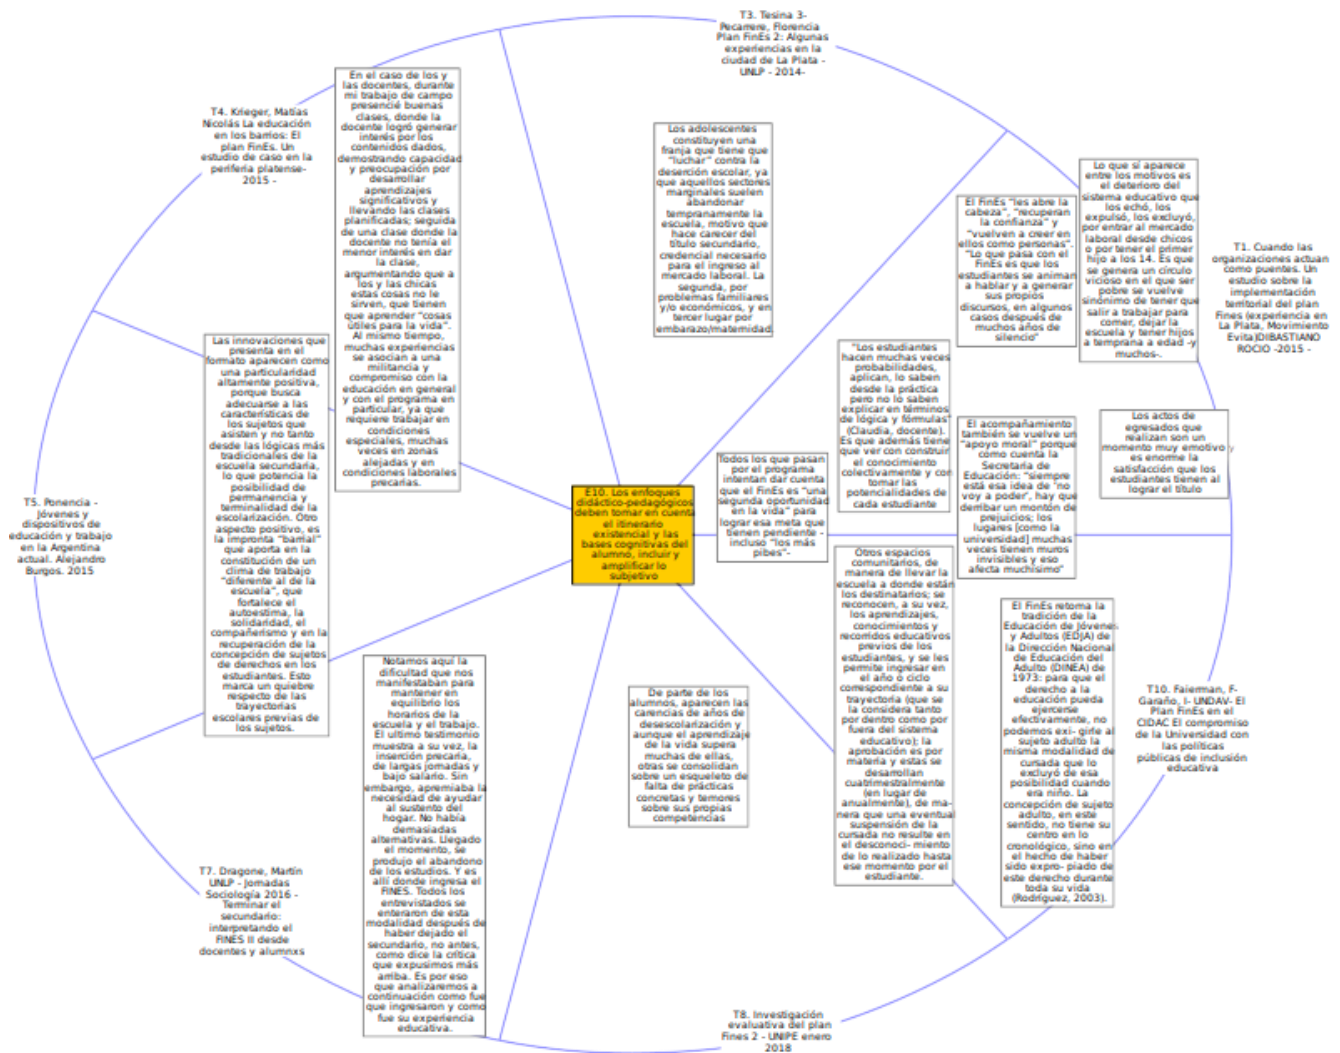 T3. Tesina 3-
Pecarrere, Florencia
Plan FinEs 2: Algunas
experiencias en la
ciudad de La Plata -
UNLP - 2014-
T4. Krieger, Matías
Nicolás La educación
en los barrios: El
plan FinEs. Un
estudio de caso en la
periferia platense-
2015 -
En el caso de los y
las docentes, durante
mi trabajo de campo
presencié buenas
clases, donde la
docente logró generar
interés por los
contenidos dados,
demostrando capacidad
y preocupación por
desarrollar
aprendizajes
significativos y
llevando las clases
planificadas; seguida
de una clase donde la
docente no tenía el
menor interés en dar
la clase,
argumentando que a
los y las chicas
estas cosas no le
sirven, que tienen
que aprender "cosas
útiles para la vida".
Al mismo tiempo,
muchas experiencias
se asocian a una
militancia y
compromiso con la
educación en general
y con el programa en
particular, ya que
requiere trabajar en
condiciones
especiales, muchas
veces en zonas
alejadas y en
condiciones laborales
precarias.
Los adolescentes
constituyen una
franja que tiene que
"luchar" contra la
deserción escolar, ya
que aquellos sectores
marginales suelen
abandonar
tempranamente la
escuela, motivo que
hace carecer del
título secundario,
credencial necesario
para el ingreso al
mercado laboral. La
segunda, por
problemas familiares
y/o económicos, y en
tercer lugar por
embarazo/maternidad.
El FinEs "les abre la
cabeza", "recuperan
la confianza" y
"vuelven a creer en
ellos como personas".
"Lo que pasa con el
FinEs es que los
estudiantes se animan
a hablar y a generar
sus propios
discursos, en algunos
casos después de
muchos años de
silencio"
Lo que sí aparece
entre los motivos es
el deterioro del
sistema educativo que
los echó, los
expulsó, los excluyó,
por entrar al mercado
laboral desde chicos
o por tener el primer
hijo a los 14. Es que
se genera un círculo
vicioso en el que ser
pobre se vuelve
sinónimo de tener que
salir a trabajar para
comer, dejar la
escuela y tener hijos
a temprana a edad -y
muchos-.
T1. Cuando las
organizaciones actuan
como puentes. Un
estudio sobre la
implementación
territorial del plan
Fines (experiencia en
La Plata, Movimiento
Evita)DIBASTIANO
ROCIO -2015 -
Las innovaciones que
presenta en el
formato aparecen como
una particularidad
altamente positiva,
porque busca
adecuarse a las
características de
los sujetos que
asisten y no tanto
desde las lógicas más
tradicionales de la
escuela secundaria,
lo que potencia la
posibilidad de
permanencia y
terminalidad de la
escolarización. Otro
aspecto positivo, es
la impronta "barrial"
que aporta en la
constitución de un
clima de trabajo
"diferente al de la
escuela", que
fortalece el
autoestima, la
solidaridad, el
compañerismo y en la
recuperación de la
concepción de sujetos
de derechos en los
estudiantes. Esto
marca un quiebre
respecto de las
trayectorias
escolares previas de
los sujetos.
"Los estudiantes
hacen muchas veces
probabilidades,
aplican, lo saben
desde la práctica
pero no lo saben
explicar en términos
de lógica y fórmulas"
(Claudia, docente).
Es que además tiene
que ver con construir
el conocimiento
colectivamente y con
tomar las
potencialidades de
cada estudiante
Todos los que pasan
por el programa
intentan dar cuenta
que el FinEs es "una
segunda oportunidad
en la vida" para
lograr esa meta que
tienen pendiente -
incluso "los más
pibes"-
El acompañamiento
también se vuelve un
"apoyo moral" porque
como cuenta la
Secretaria de
Educación: "siempre
está esa idea de 'no
voy a poder', hay que
derribar un montón de
prejuicios; los
lugares [como la
universidad] muchas
veces tienen muros
invisibles y eso
afecta muchísimo"
Los actos de
egresados que
realizan son un
momento muy emotivo y
es enorme la
satisfacción que los
estudiantes tienen al
lograr el título
E10. Los enfoques
didáctico-pedagógicos
deben tomar en cuenta
el itinerario
existencial y las
bases cognitivas del
alumno, incluir y
amplificar lo
subjetivo
T5. Ponencia -
Jóvenes y
dispositivos de
educación y trabajo
en la Argentina
actual. Alejandro
Burgos. 2015
Otros espacios
comunitarios, de
manera de llevar la
escuela a donde están
los destinatarios; se
reconocen, a su vez,
los aprendizajes,
conocimientos y
recorridos educativos
previos de los
estudiantes, y se les
permite ingresar en
el año o ciclo
correspondiente a su
trayectoria (que se
la considera tanto
por dentro como por
fuera del sistema
educativo); la
aprobación es por
materia y estas se
desarrollan
cuatrimestralmente
(en lugar de
anualmente), de ma-
nera que una eventual
suspensión de la
cursada no resulte en
el desconoci- miento
de lo realizado hasta
ese momento por el
estudiante.
El FinEs retoma la
tradición de la
Educación de Jóvenes
y Adultos (EDJA) de
la Dirección Nacional
de Educación del
Adulto (DINEA) de
1973: para que el
derecho a la
educación pueda
ejercerse
efectivamente, no
podemos exi- girle al
sujeto adulto la
misma modalidad de
cursada que lo
excluyó de esa
posibilidad cuando
era niño. La
concepción de sujeto
adulto, en este
sentido, no tiene su
centro en lo
cronológico, sino en
el hecho de haber
sido expro- piado de
este derecho durante
toda su vida
(Rodríguez, 2003).
T10. Faierman, F-
Garaño, I- UNDAV- El
Plan FinEs en el
CIDAC El compromiso
de la Universidad con
las políticas
públicas de inclusión
educativa
Notamos aquí la
dificultad que nos
manifestaban para
mantener en
equilibrio los
horarios de la
escuela y el trabajo.
El ultimo testimonio
muestra a su vez, la
inserción precaria,
de largas jornadas y
bajo salario. Sin
embargo, apremiaba la
necesidad de ayudar
al sustento del
hogar. No había
demasiadas
alternativas. Llegado
el momento, se
produjo el abandono
de los estudios. Y es
allí donde ingresa el
FINES. Todos los
entrevistados se
enteraron de esta
modalidad después de
haber dejado el
secundario, no antes,
como dice la crítica
que expusimos más
arriba. Es por eso
que analizaremos a
continuación como fue
que ingresaron y como
fue su experiencia
educativa.
De parte de los
alumnos, aparecen las
carencias de años de
desescolarización y
aunque el aprendizaje
de la vida supera
muchas de ellas,
otras se consolidan
sobre un esqueleto de
falta de prácticas
concretas y temores
sobre sus propias
competencias
T7. Dragone, Martín
UNLP - Jornadas
Sociología 2016 -
Terminar el
secundario:
interpretando el
FINES II desde
docentes y alumnxs
T8. Investigación
evaluativa del plan
Fines 2 - UNIPE enero
2018